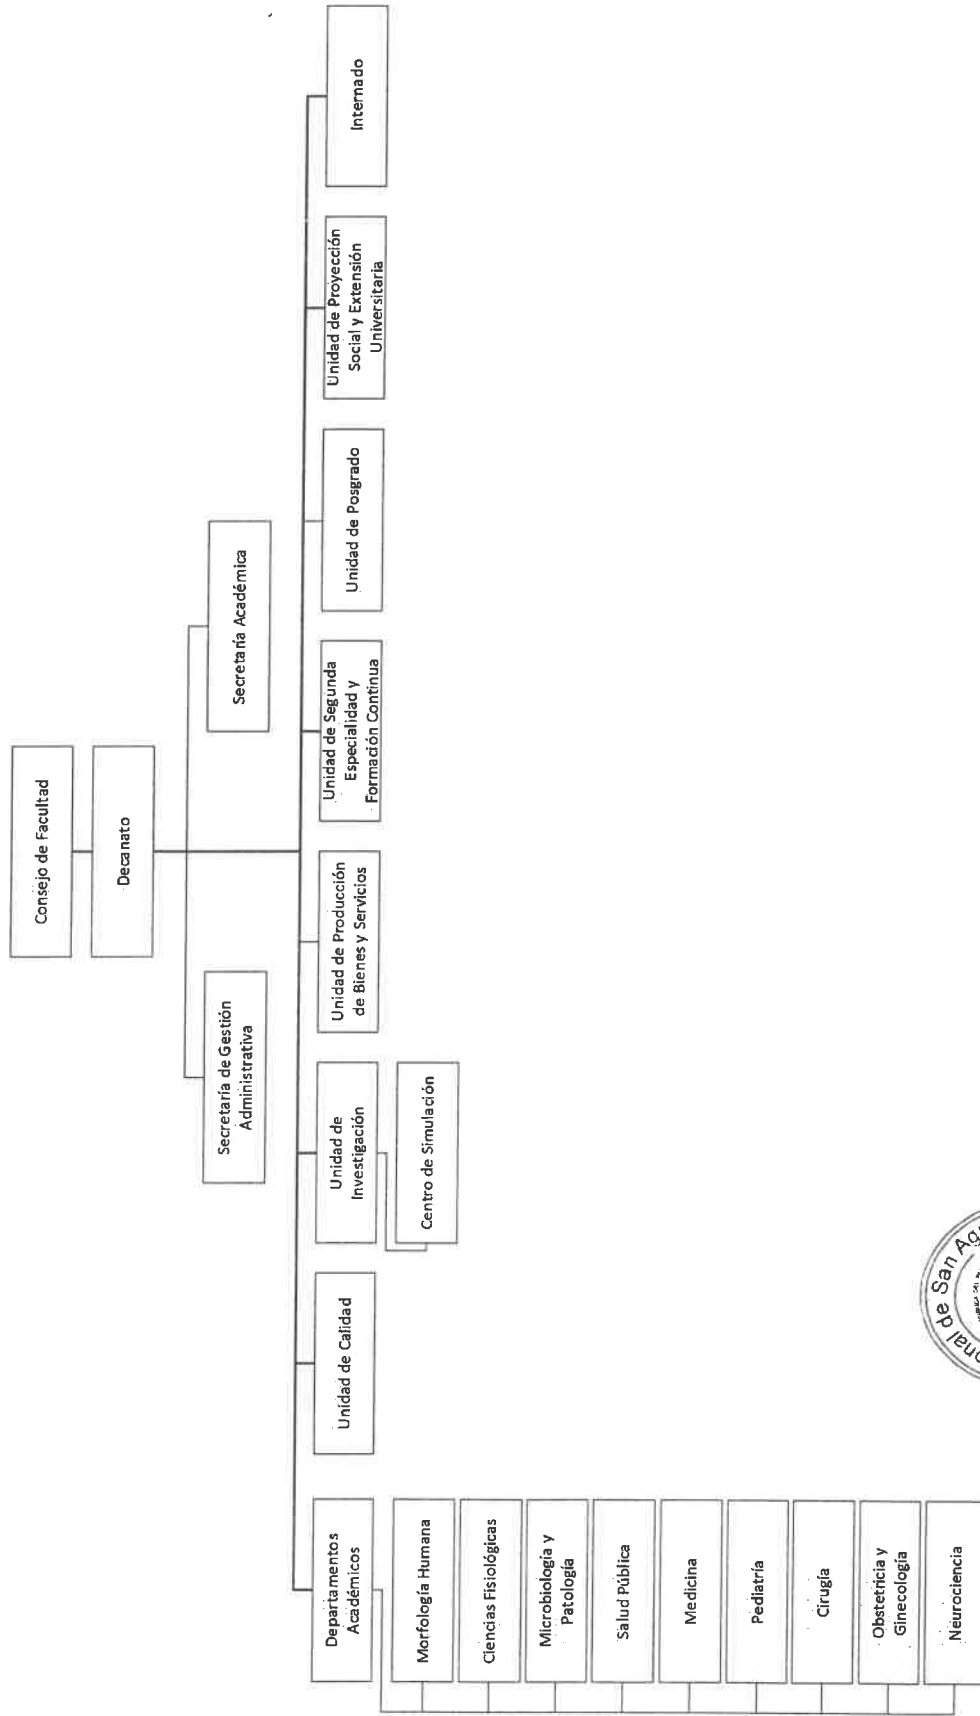 Consejo de Facultad
Decanato
Secretaría de Gestión
Administrativa
Secretaría Académica
Departamentos
Académicos
Unidad de Calidad
Unidad de
Investigación
Unidad de Producción
de Bienes y Servicios
Unidad de Segunda
Especialidad y
Formación Continua
Unidad de Posgrado
Unidad de Proyección
Social y Extensión
Universitaria
Internado
Morfología Humana
Ciencias Fisiológicas
Microbiología y
Patología
Salud Pública
Medicina
Pediatría
Cirugía
Obstetricia y
Ginecología
Neurociencia
Centro de Simulación
de San